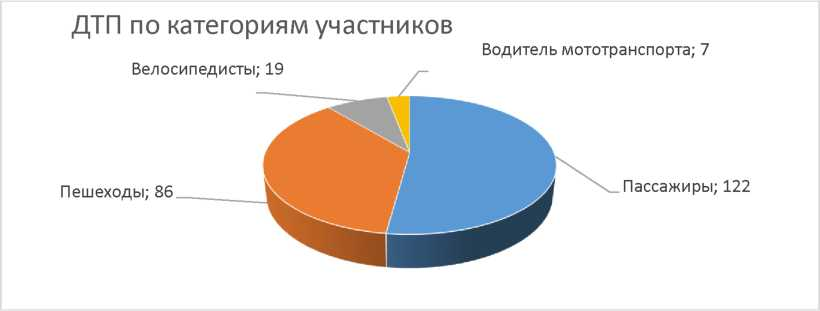 ДТП по категориям участников
Водитель мототранспорта; 7
Велосипедисты; 19
Пассажиры; 122
Пешеходы; 86